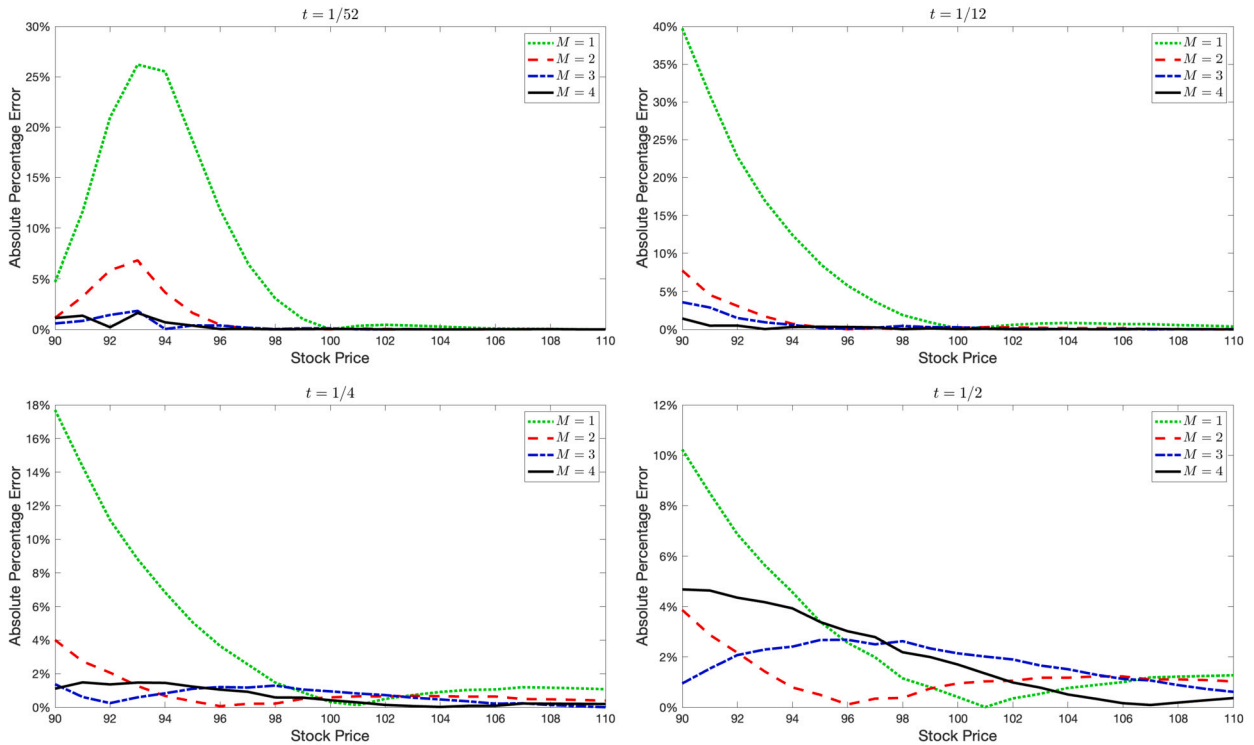 t = 1/52
30%
25%
20%
15%
10%
5%
0%
Absolute Percentage Error
M = 1
M = 2
M = 3
M = 4
90 92 94 96 98 100 102 104 106 108 110
Stock Price
t = 1/12
40%
35%
30%
25%
20%
15%
10%
5%
0%
Absolute Percentage Error
M = 1
M = 2
M = 3
M = 4
90 92 94 96 98 100 102 104 106 108 110
Stock Price
t = 1/4
18%
16%
14%
12%
10%
8%
6%
4%
2%
0%
Absolute Percentage Error
M = 1
M = 2
M = 3
M = 4
90 92 94 96 98 100 102 104 106 108 110
Stock Price
t = 1/2
12%
10%
8%
6%
4%
2%
0%
Absolute Percentage Error
M = 1
M = 2
M = 3
M = 4
90 92 94 96 98 100 102 104 106 108 110
Stock Price